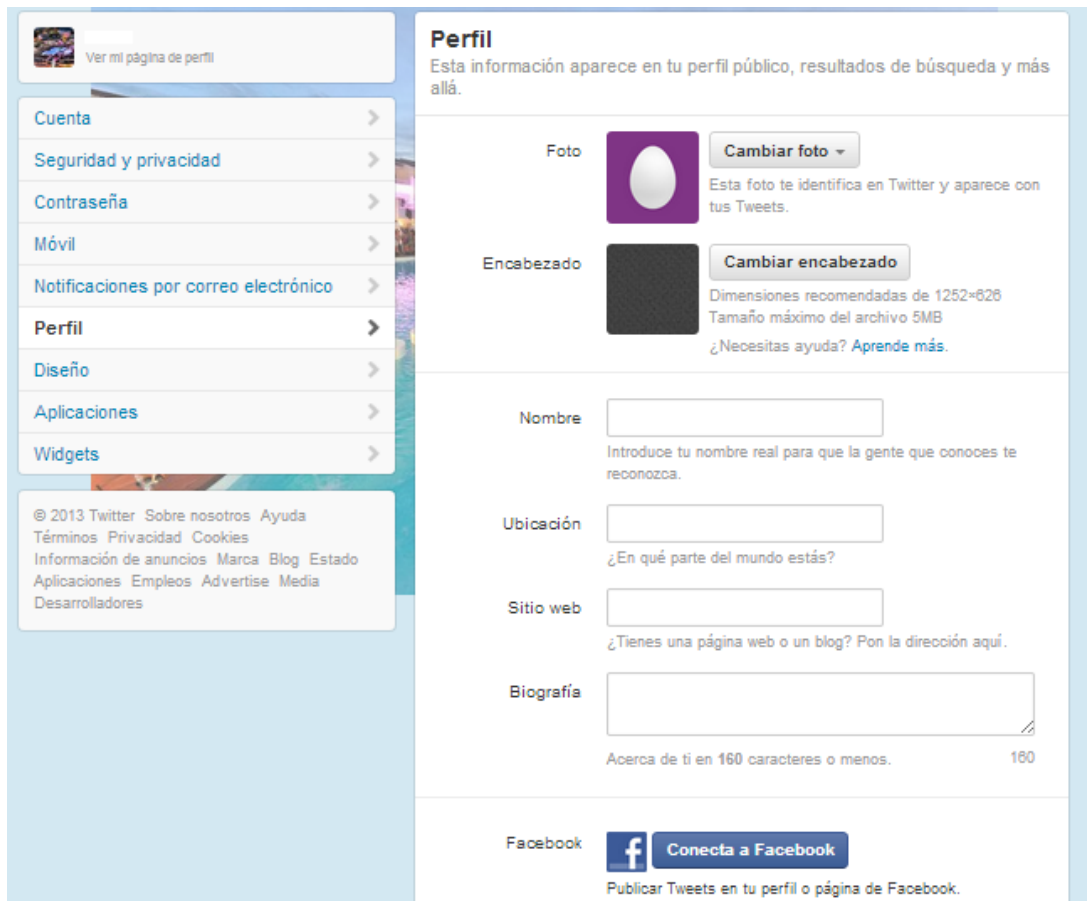 Ver mi página de perfil
Cuenta
Seguridad y privacidad
Contraseña
Móvil
Notificaciones por correo electrónico
Perfil
Diseño
Aplicaciones
Widgets
© 2013 Twitter Sobre nosotros Ayuda
Términos Privacidad Cookies
Información de anuncios Marca Blog Estado
Aplicaciones Empleos Advertise Media
Desarrolladores
Perfil
Esta información aparece en tu perfil público, resultados de búsqueda y más
allá.
Foto
Cambiar foto
Esta foto te identifica en Twitter y aparece con
tus Tweets.
Encabezado
Cambiar encabezado
Dimensiones recomendadas de 1252×626
Tamaño máximo del archivo 5MB
¿Necesitas ayuda? Aprende más.
Nombre
Introduce tu nombre real para que la gente que conoces te
reconozca.
Ubicación
¿En qué parte del mundo estás?
Sitio web
¿Tienes una página web o un blog? Pon la dirección aquí.
Biografía
Acerca de ti en 160 caracteres o menos. 160
Facebook
f Conecta a Facebook
Publicar Tweets en tu perfil o página de Facebook.